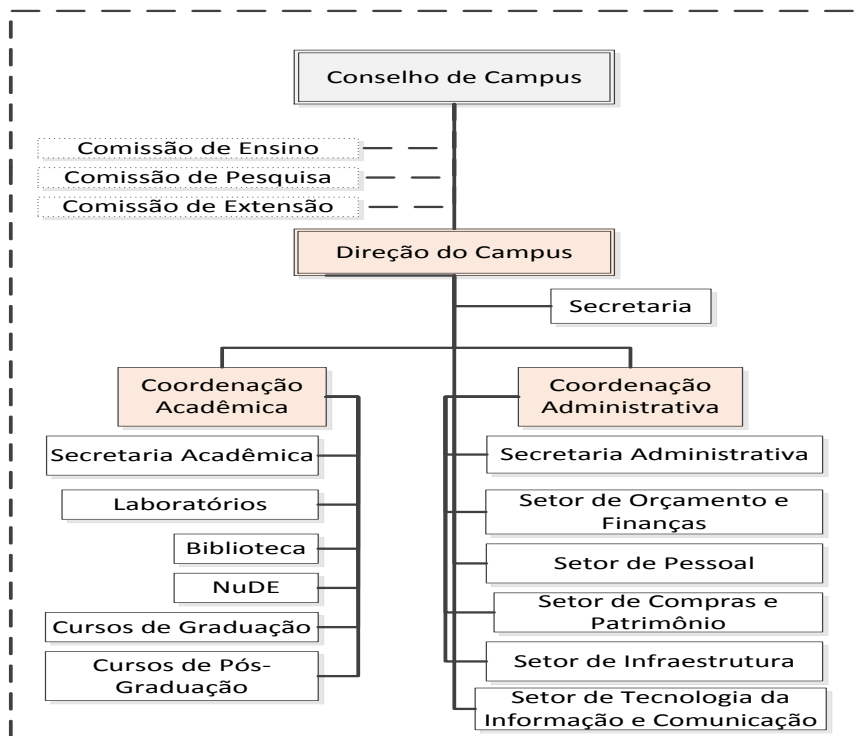 Conselho de Campus
Comissão de Ensino
Comissão de Pesquisa
Comissão de Extensão
Direção do Campus
Secretaria
Coordenação
Acadêmica
Secretaria Acadêmica
Laboratórios
Biblioteca
NuDE
Cursos de Graduação
Cursos de Pós-
Graduação
Coordenação
Administrativa
Secretaria Administrativa
Setor de Orçamento e
Finanças
Setor de Pessoal
Setor de Compras e
Patrimônio
Setor de Infraestrutura
Setor de Tecnologia da
Informação e Comunicação